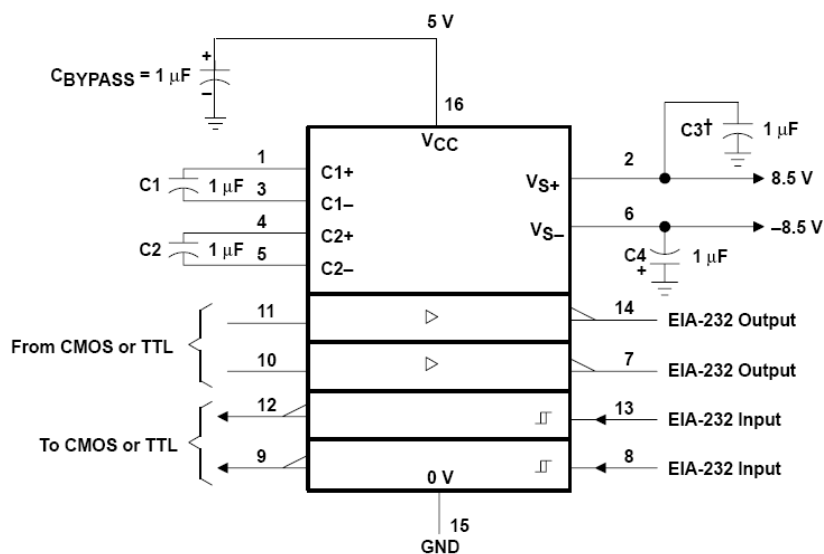 5 V
CBYPASS = 1 μF
+
–
16
VCC
C3†
1 μF
1
C1+
2
VS+
8.5 V
C1
1 μF
3
C1–
4
C2+
6
VS–
–8.5 V
C2
1 μF
5
C2–
C4
+
1 μF
11
14
EIA-232 Output
From CMOS or TTL
10
7
EIA-232 Output
12
13
EIA-232 Input
To CMOS or TTL
9
8
EIA-232 Input
0 V
15
GND